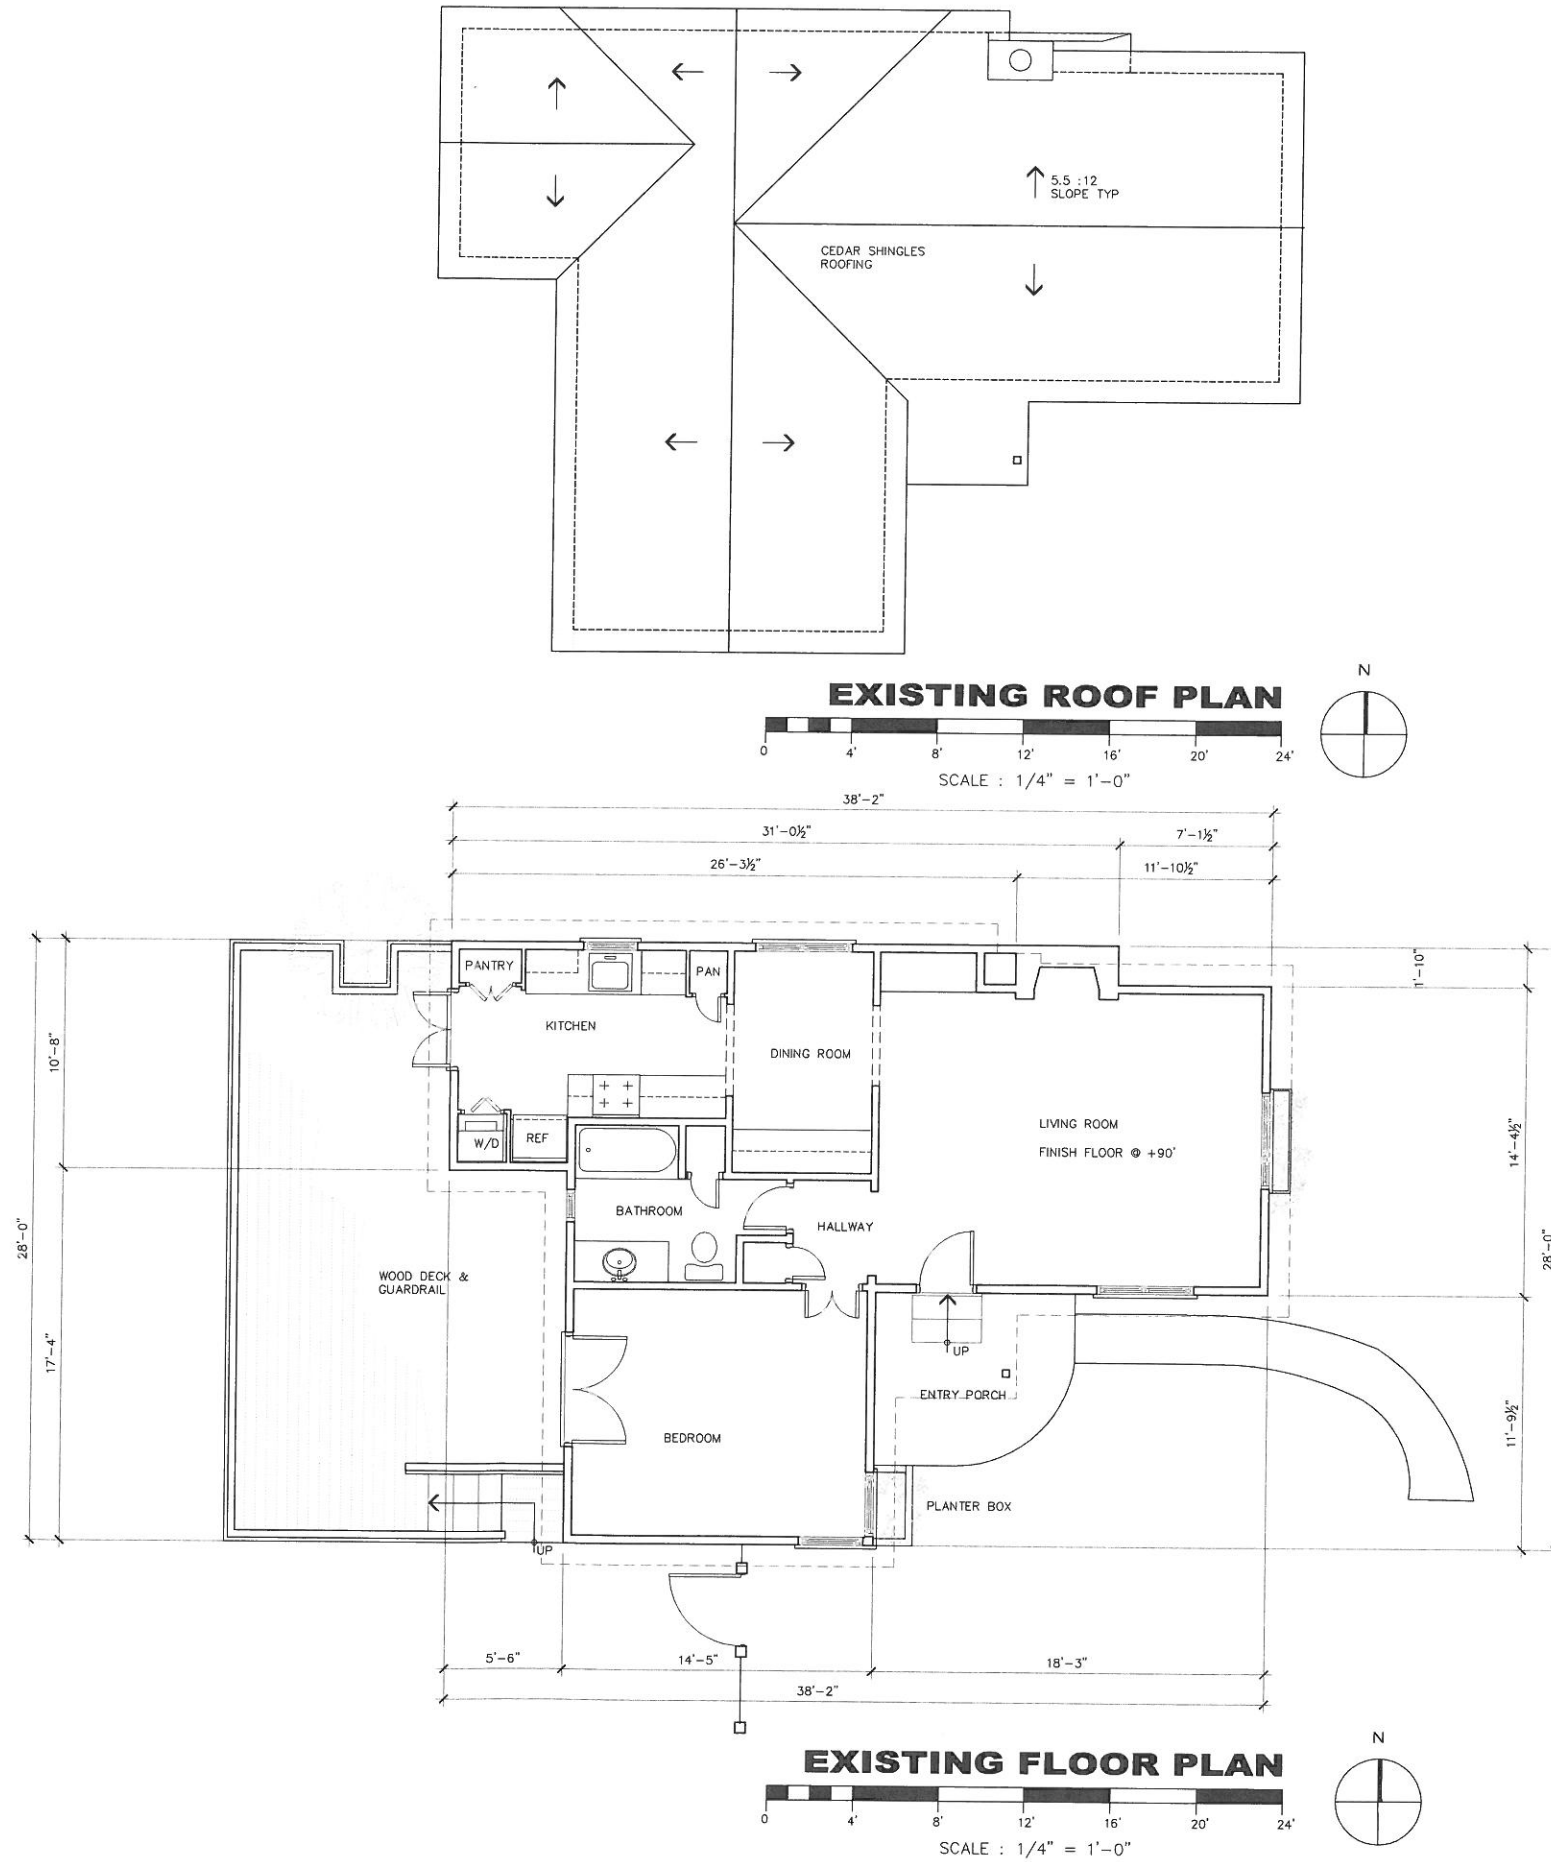 5.5 :12
SLOPE TYP
CEDAR SHINGLES
ROOFING
N
EXISTING ROOF PLAN
0 4' 8' 12' 16' 20' 24'
SCALE : 1/4" = 1'-0"
38'-2"
31'-0½"
7'-1½"
26'-3½"
11'-10½"
PANTRY
PAN
1'-10"
KITCHEN
10'-8"
DINING ROOM
LIVING ROOM
FINISH FLOOR @ +90'
14'-4½"
W/D
REF
BATHROOM
HALLWAY
28'-0"
28'-0"
WOOD DECK &
GUARDRAIL
17'-4"
UP
ENTRY PORCH
11'-9½"
BEDROOM
PLANTER BOX
UP
5'-6"
14'-5"
18'-3"
38'-2"
N
EXISTING FLOOR PLAN
0 4' 8' 12' 16' 20' 24'
SCALE : 1/4" = 1'-0"